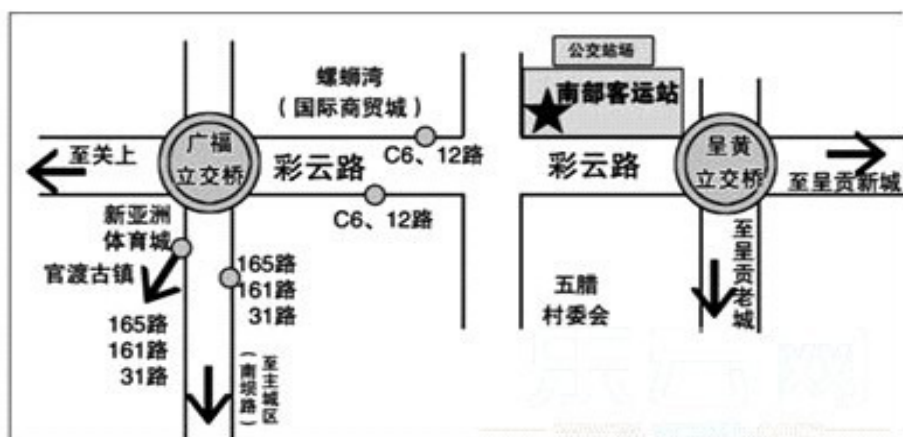 公交站场
南部客运站
螺蛳湾
（国际商贸城）
广福
立交桥
呈黄
立交桥
至关上
彩云路
C6、12路
彩云路
至呈贡新城
C6、12路
新亚洲
体育城
官渡古镇
165路
161路
31路
165路
161路
31路
至主城区
（南坝路）
五腊
村委会
至呈贡老城